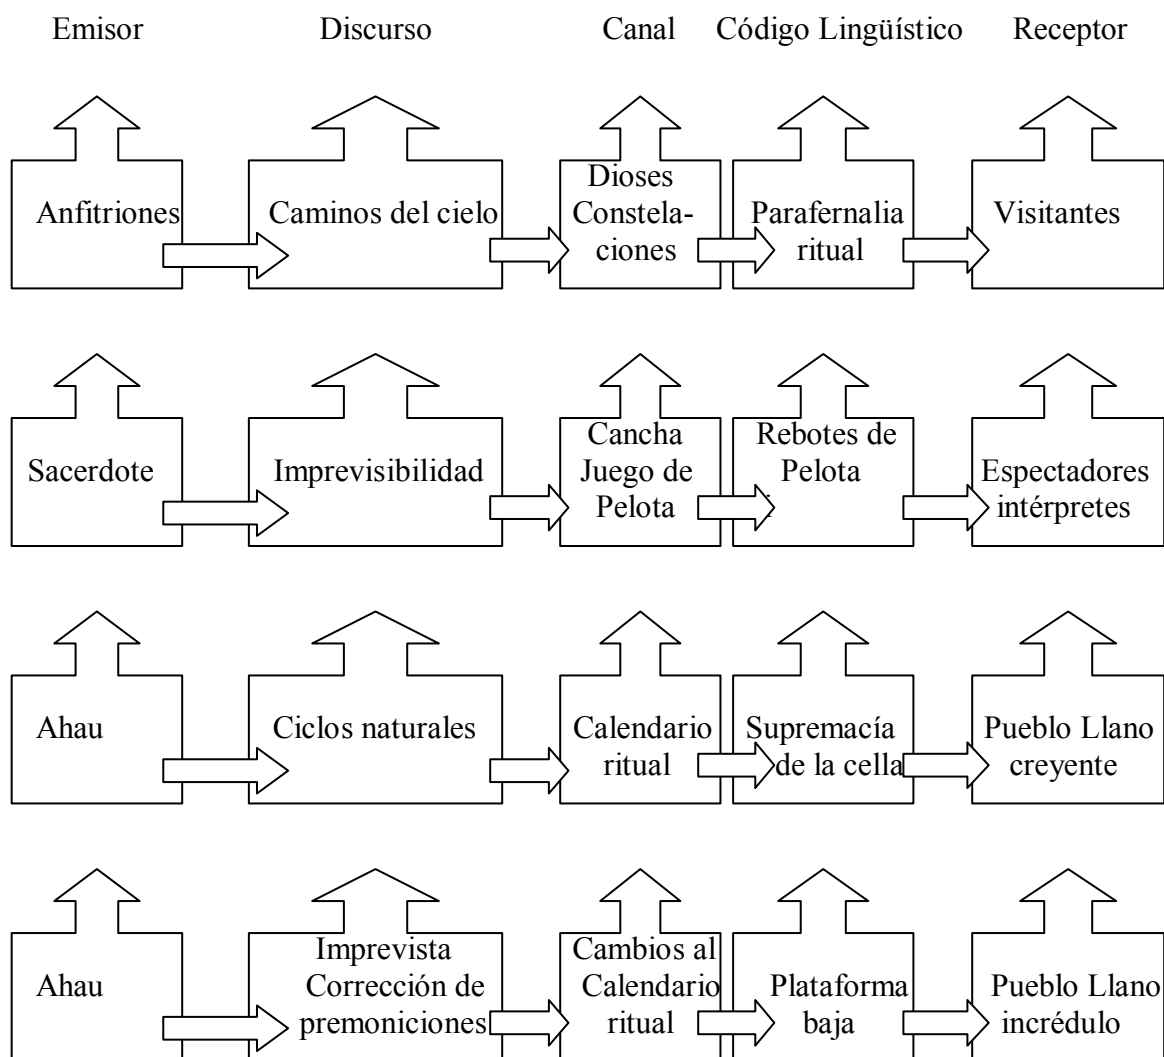 Emisor Discurso Canal Código Lingüístico Receptor
Anfitriones
Caminos del cielo
Dioses
Constela-
ciones
Parafernalia
ritual
Visitantes
Sacerdote
Imprevisibilidad
Cancha
Juego de
Pelota
Rebotes de
Pelota
Espectadores
intérpretes
Ahau
Ciclos naturales
Calendario
ritual
Supremacía
de la cella
Pueblo Llano
creyente
Ahau
Imprevista
Corrección de
premoniciones
Cambios al
Calendario
ritual
Plataforma
baja
Pueblo Llano
incrédulo